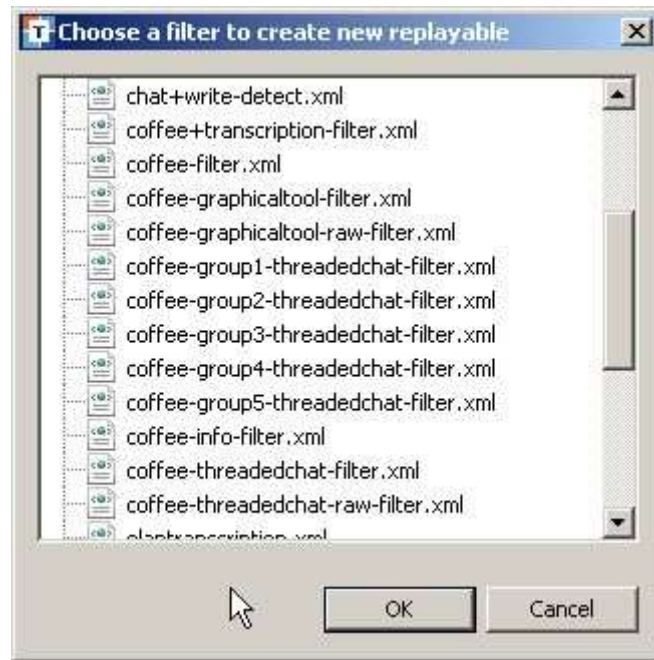 T Choose a filter to create new replayable
chat+write-detect.xml
coffee+transcription-filter.xml
coffee-filter.xml
coffee-graphicaltool-filter.xml
coffee-graphicaltool-raw-filter.xml
coffee-group1-threadedchat-filter.xml
coffee-group2-threadedchat-filter.xml
coffee-group3-threadedchat-filter.xml
coffee-group4-threadedchat-filter.xml
coffee-group5-threadedchat-filter.xml
coffee-info-filter.xml
coffee-threadedchat-filter.xml
coffee-threadedchat-raw-filter.xml
OK Cancel